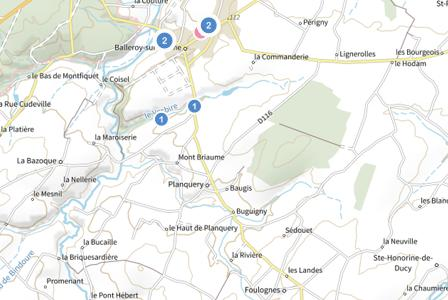 la Couture
D112
2
2
Périgny
Balleroy-sur-
la Commanderie
Lignerolles
les Bourgeois
le Hodam
le Bas de Montfiquet
le Coisel
la Rue Cudeville
1
1
D116
la Platière
la Maroiserie
La Bazoque
Mont Briaume
la Nellerie
Planquery
Baugis
le Mesnil
Buguigny
le Haut de Planquery
Sédouet
la Bucaille
la Neuville
la Briquesardière
la Rivière
Ste-Honorine-de-
Ducy
les Landes
Promenant
le Pont Hébert
Foulognes
la Chaumière